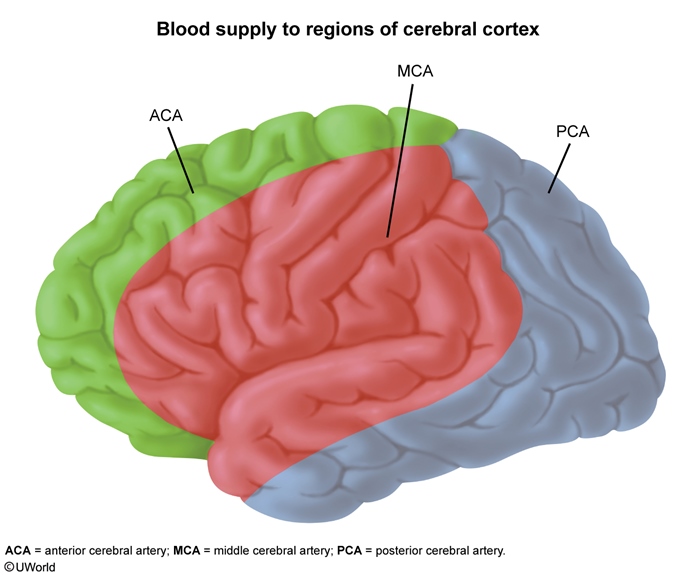 Blood supply to regions of cerebral cortex
MCA
ACA
PCA
ACA = anterior cerebral artery; MCA = middle cerebral artery; PCA = posterior cerebral artery.
©UWorld